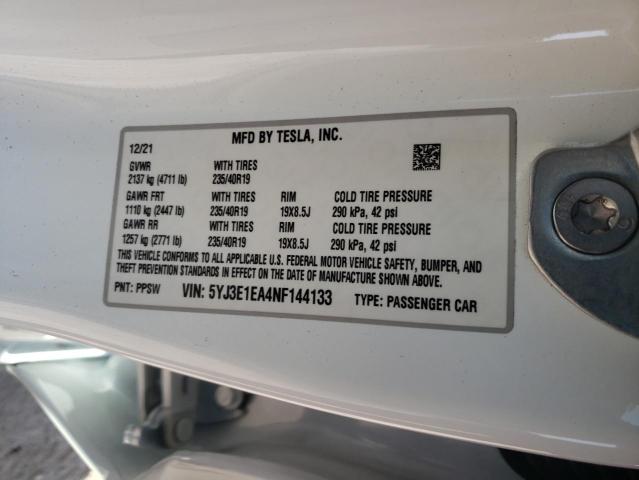 MFD BY TESLA, INC.
12/21
GVWR WITH TIRES
2137 kg (4711 lb) 235/40R19
GAWR FRT WITH TIRES RIM COLD TIRE PRESSURE
1110 kg (2447 lb) 235/40R19 19X8.5J 290 kPa, 42 psi
GAWR RR WITH TIRES RIM COLD TIRE PRESSURE
1257 kg (2771 lb) 235/40R19 19X8.5J 290 kPa, 42 psi
THIS VEHICLE CONFORMS TO ALL APPLICABLE U.S. FEDERAL MOTOR VEHICLE SAFETY, BUMPER, AND
THEFT PREVENTION STANDARDS IN EFFECT ON THE DATE OF MANUFACTURE SHOWN ABOVE.
PNT: PPSW VIN: 5YJ3E1EA4NF144133 TYPE: PASSENGER CAR